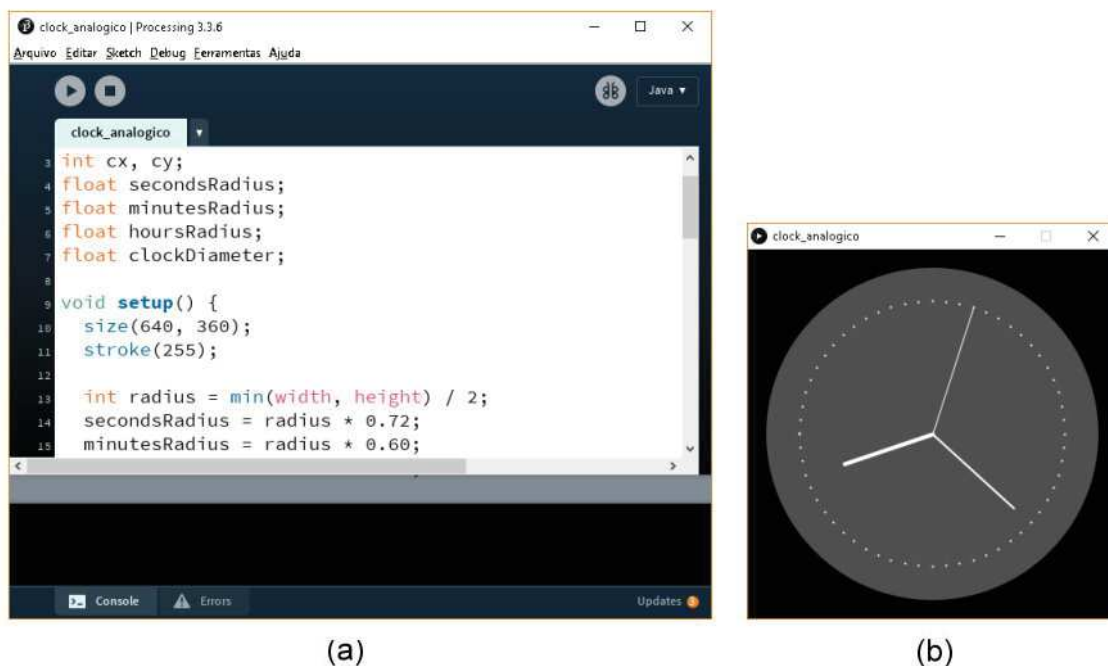 clock_analogico | Processing 3.3.6
Arquivo Editar Sketch Debug Ferramentas Ajuda
Java ▾
clock_analogico ▾
3 int cx, cy;
4 float secondsRadius;
5 float minutesRadius;
6 float hoursRadius;
7 float clockDiameter;
8
9 void setup() {
10 size(640, 360);
11 stroke(255);
12
13 int radius = min(width, height) / 2;
14 secondsRadius = radius * 0.72;
15 minutesRadius = radius * 0.60;
Console Errors Updates 3
clock_analogico
(a)
(b)